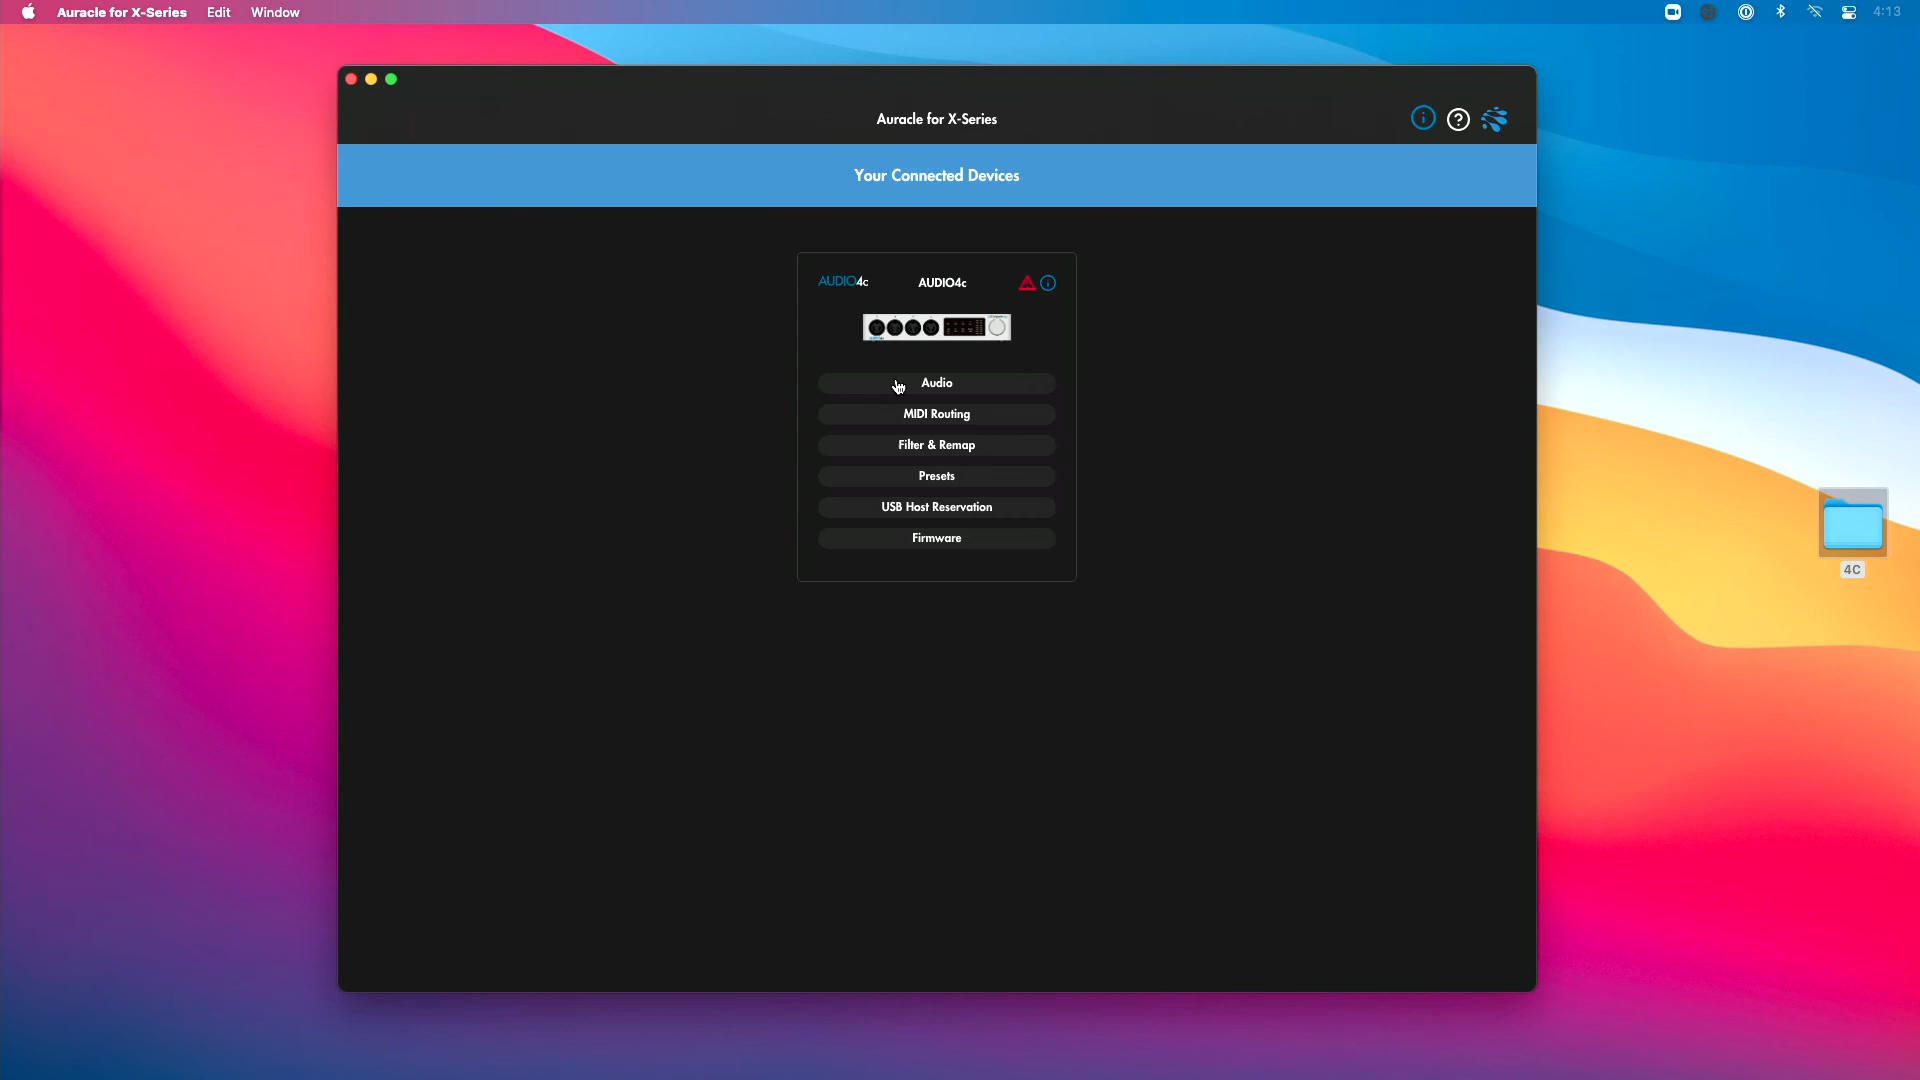 Auracle for X-Series Edit Window 4:13
Auracle for X-Series
Your Connected Devices
AUDIO4c AUDIO4c
Audio
MIDI Routing
Filter & Remap
Presets
USB Host Reservation
Firmware
4C